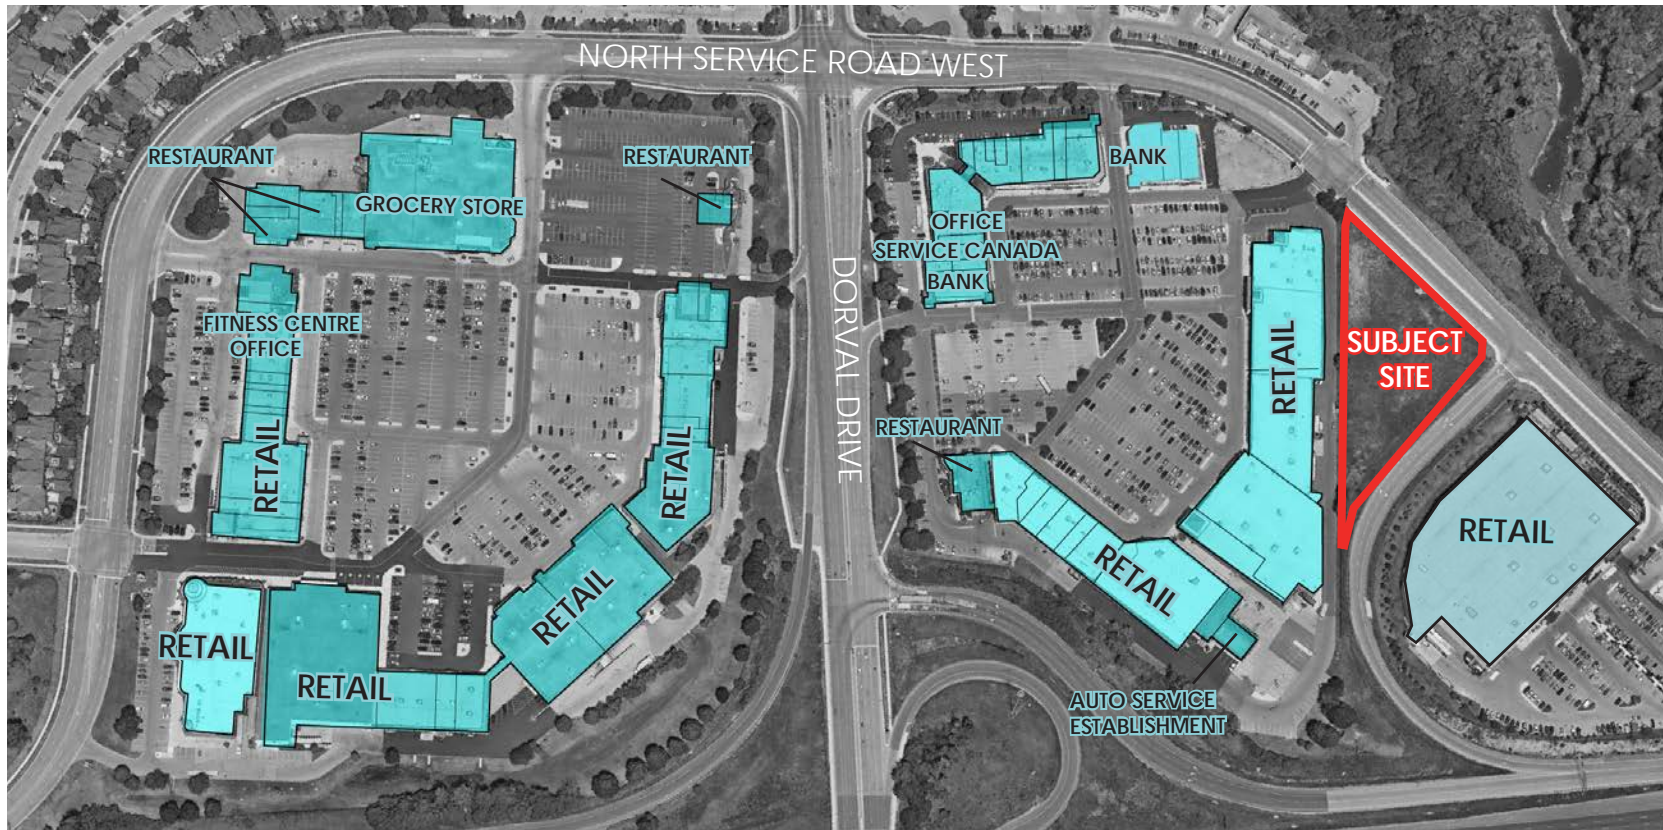 NORTH SERVICE ROAD WEST
RESTAURANT
RESTAURANT
BANK
GROCERY STORE
OFFICE
SERVICE CANADA
BANK
DORVAL DRIVE
FITNESS CENTRE
OFFICE
RETAIL
SUBJECT
SITE
RESTAURANT
RETAIL
RETAIL
RETAIL
RETAIL
RETAIL
RETAIL
RETAIL
AUTO SERVICE
ESTABLISHMENT